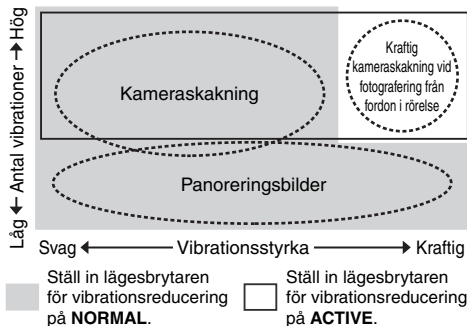 Låg ← Antal vibrationer → Hög
Kameraskakning
Kraftig
kameraskakning vid
fotografering från
fordon i rörelse
Panoreringsbilder
Svag ← Vibrationsstyrka → Kraftig
Ställ in lägesbrytaren
för vibrationsreducering
på NORMAL.
Ställ in lägesbrytaren
för vibrationsreducering
på ACTIVE.